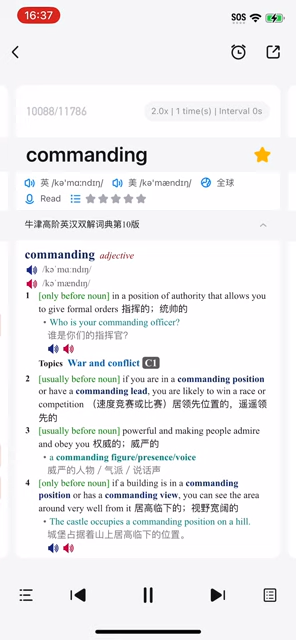 16:37
SOS
10088/11786
2.0x | 1 time(s) | Interval 0s
commanding
英 /kə'mɑːndɪŋ/ 美 /kə'mændɪŋ/ 全球
Read
牛津高阶英汉双解词典第10版
commanding adjective
/kəˈmɑːndɪŋ/
/kəˈmændɪŋ/
1 [only before noun] in a position of authority that allows you
to give formal orders 指挥的；统帅的
• Who is your commanding officer?
谁是你们的指挥官?
Topics War and conflict C1
2 [usually before noun] if you are in a commanding position
or have a commanding lead, you are likely to win a race or
competition （速度竞赛或比赛）居领先位置的，遥遥领
先的
3 [usually before noun] powerful and making people admire
and obey you 权威的；威严的
• a commanding figure/presence/voice
威严的人物／气派／说话声
4 [only before noun] if a building is in a commanding
position or has a commanding view, you can see the area
around very well from it 居高临下的；视野宽阔的
• The castle occupies a commanding position on a hill.
城堡占据着山上居高临下的位置。